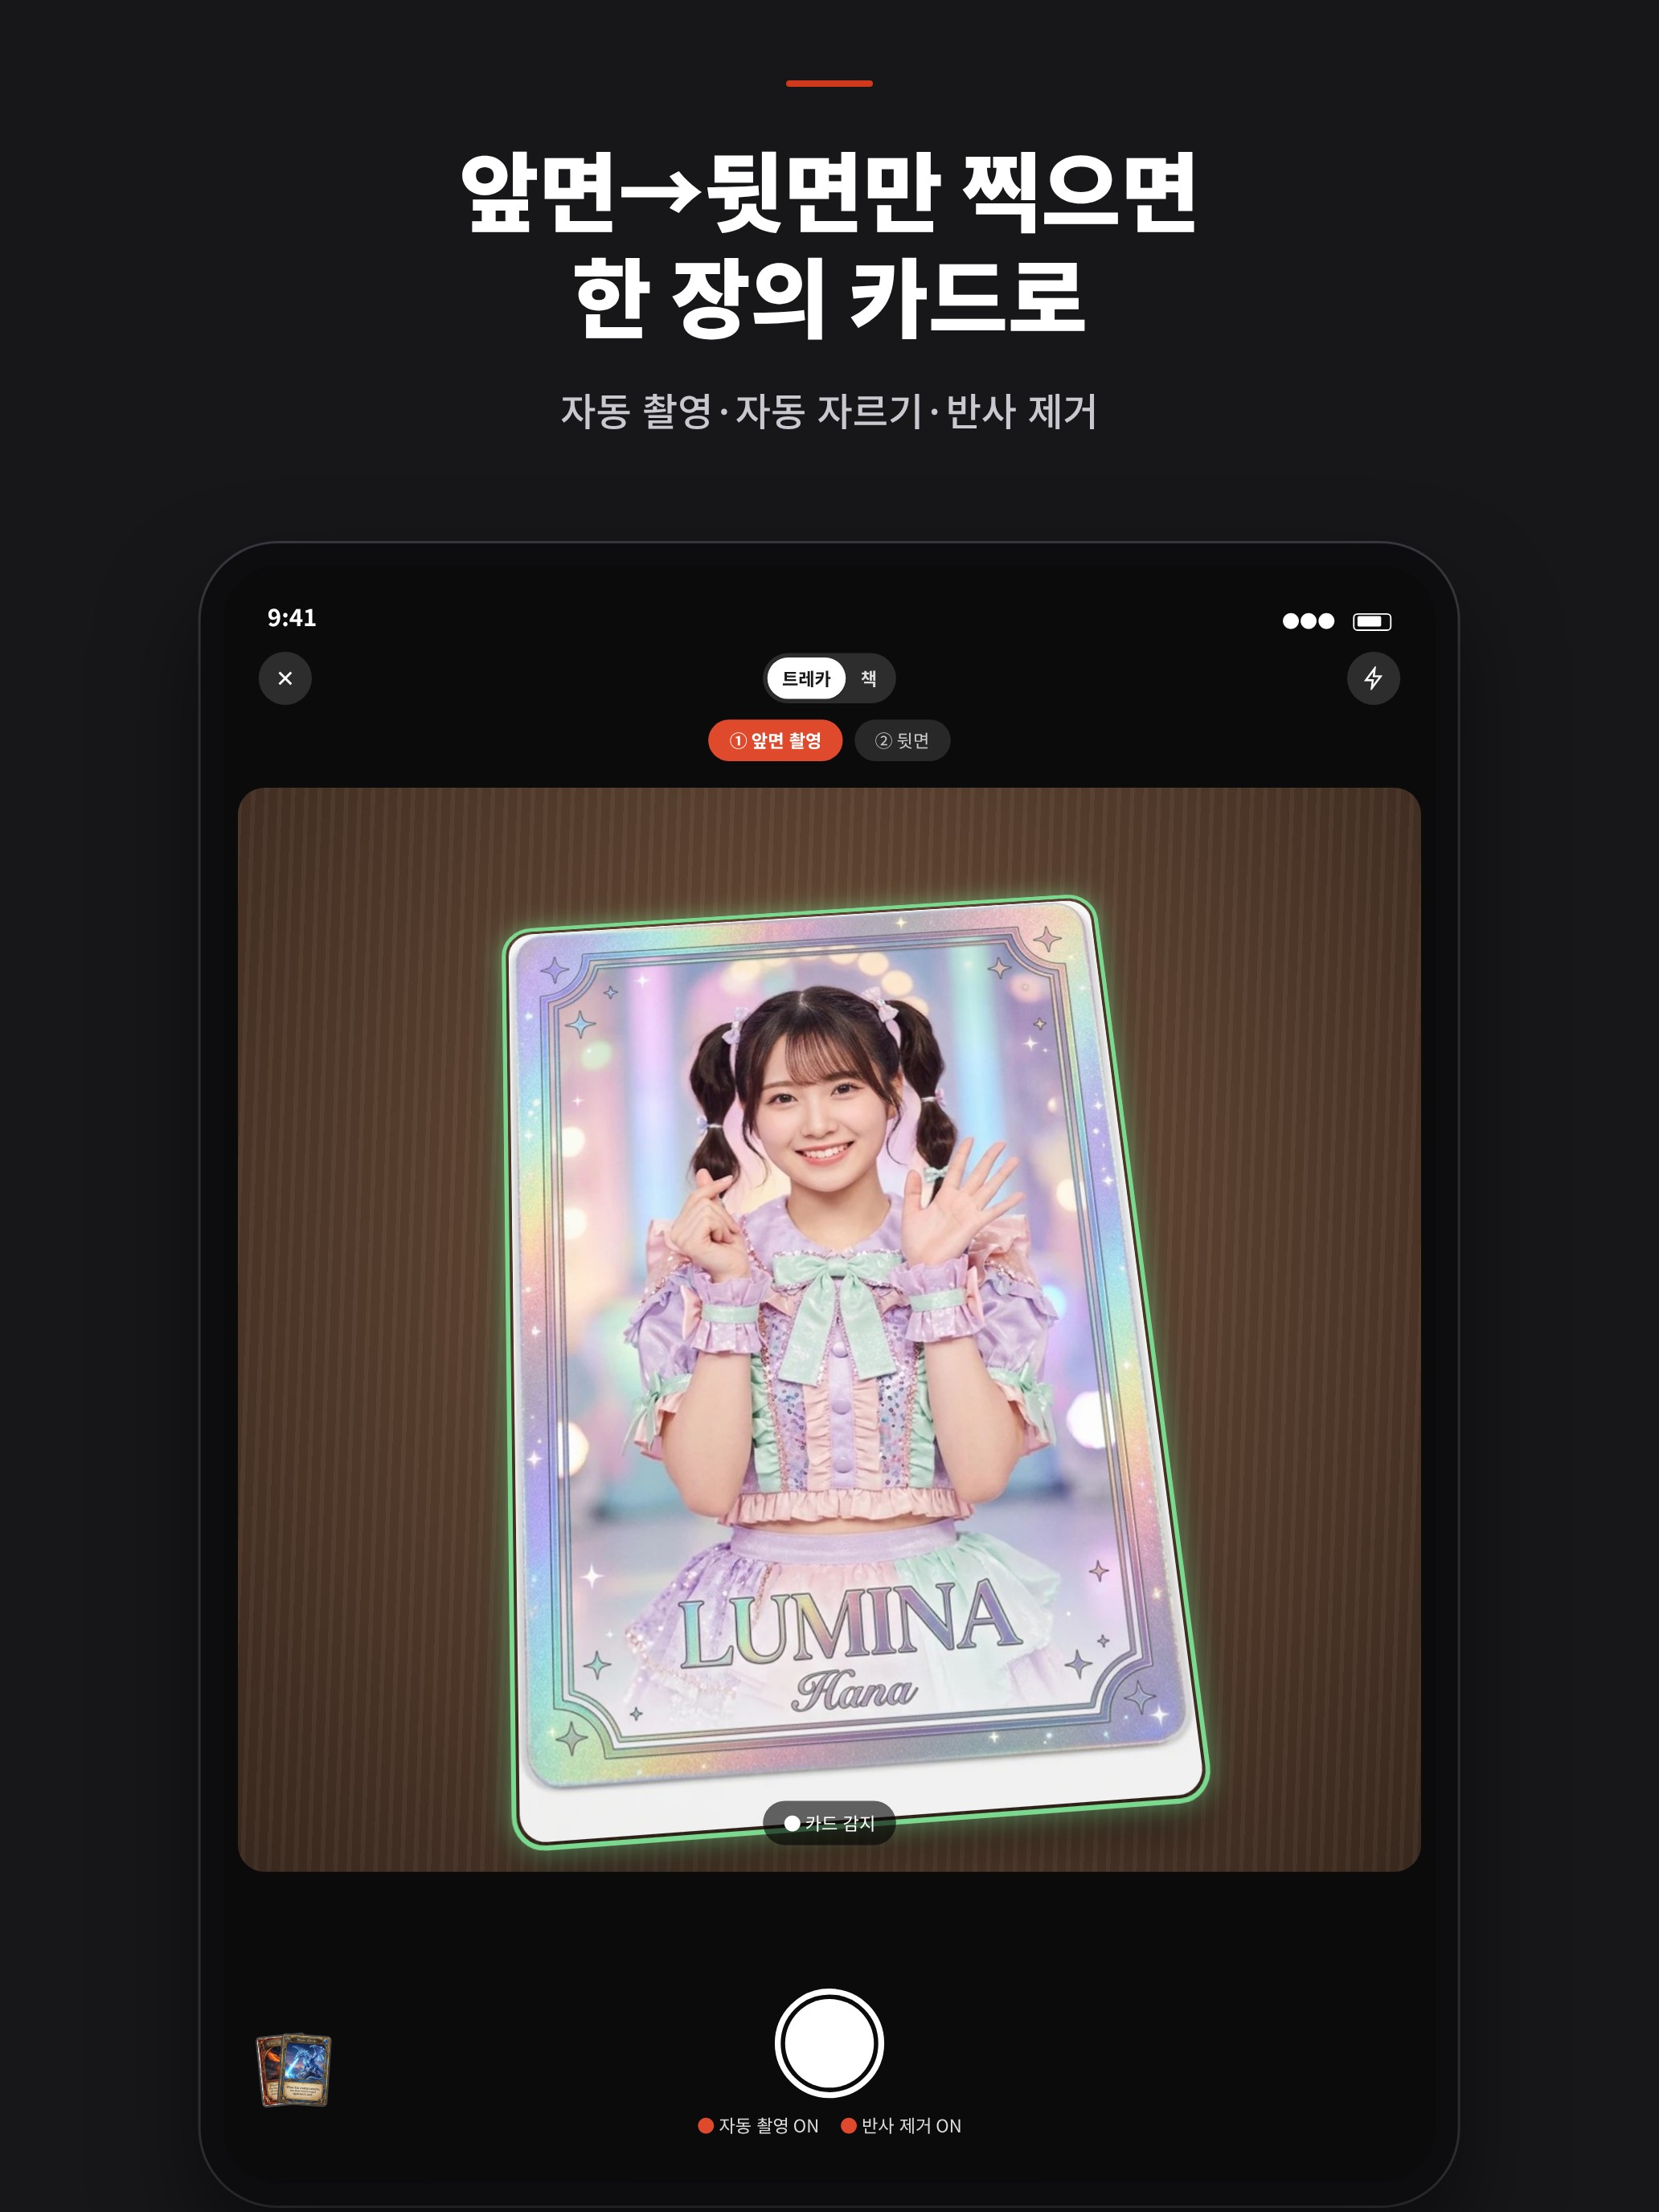 앞면→뒷면만 찍으면
한 장의 카드로
자동 촬영·자동 자르기·반사 제거
9:41
트레카 책
① 앞면 촬영 ② 뒷면
LUMINA
Hana
카드 감지
자동 촬영 ON 반사 제거 ON